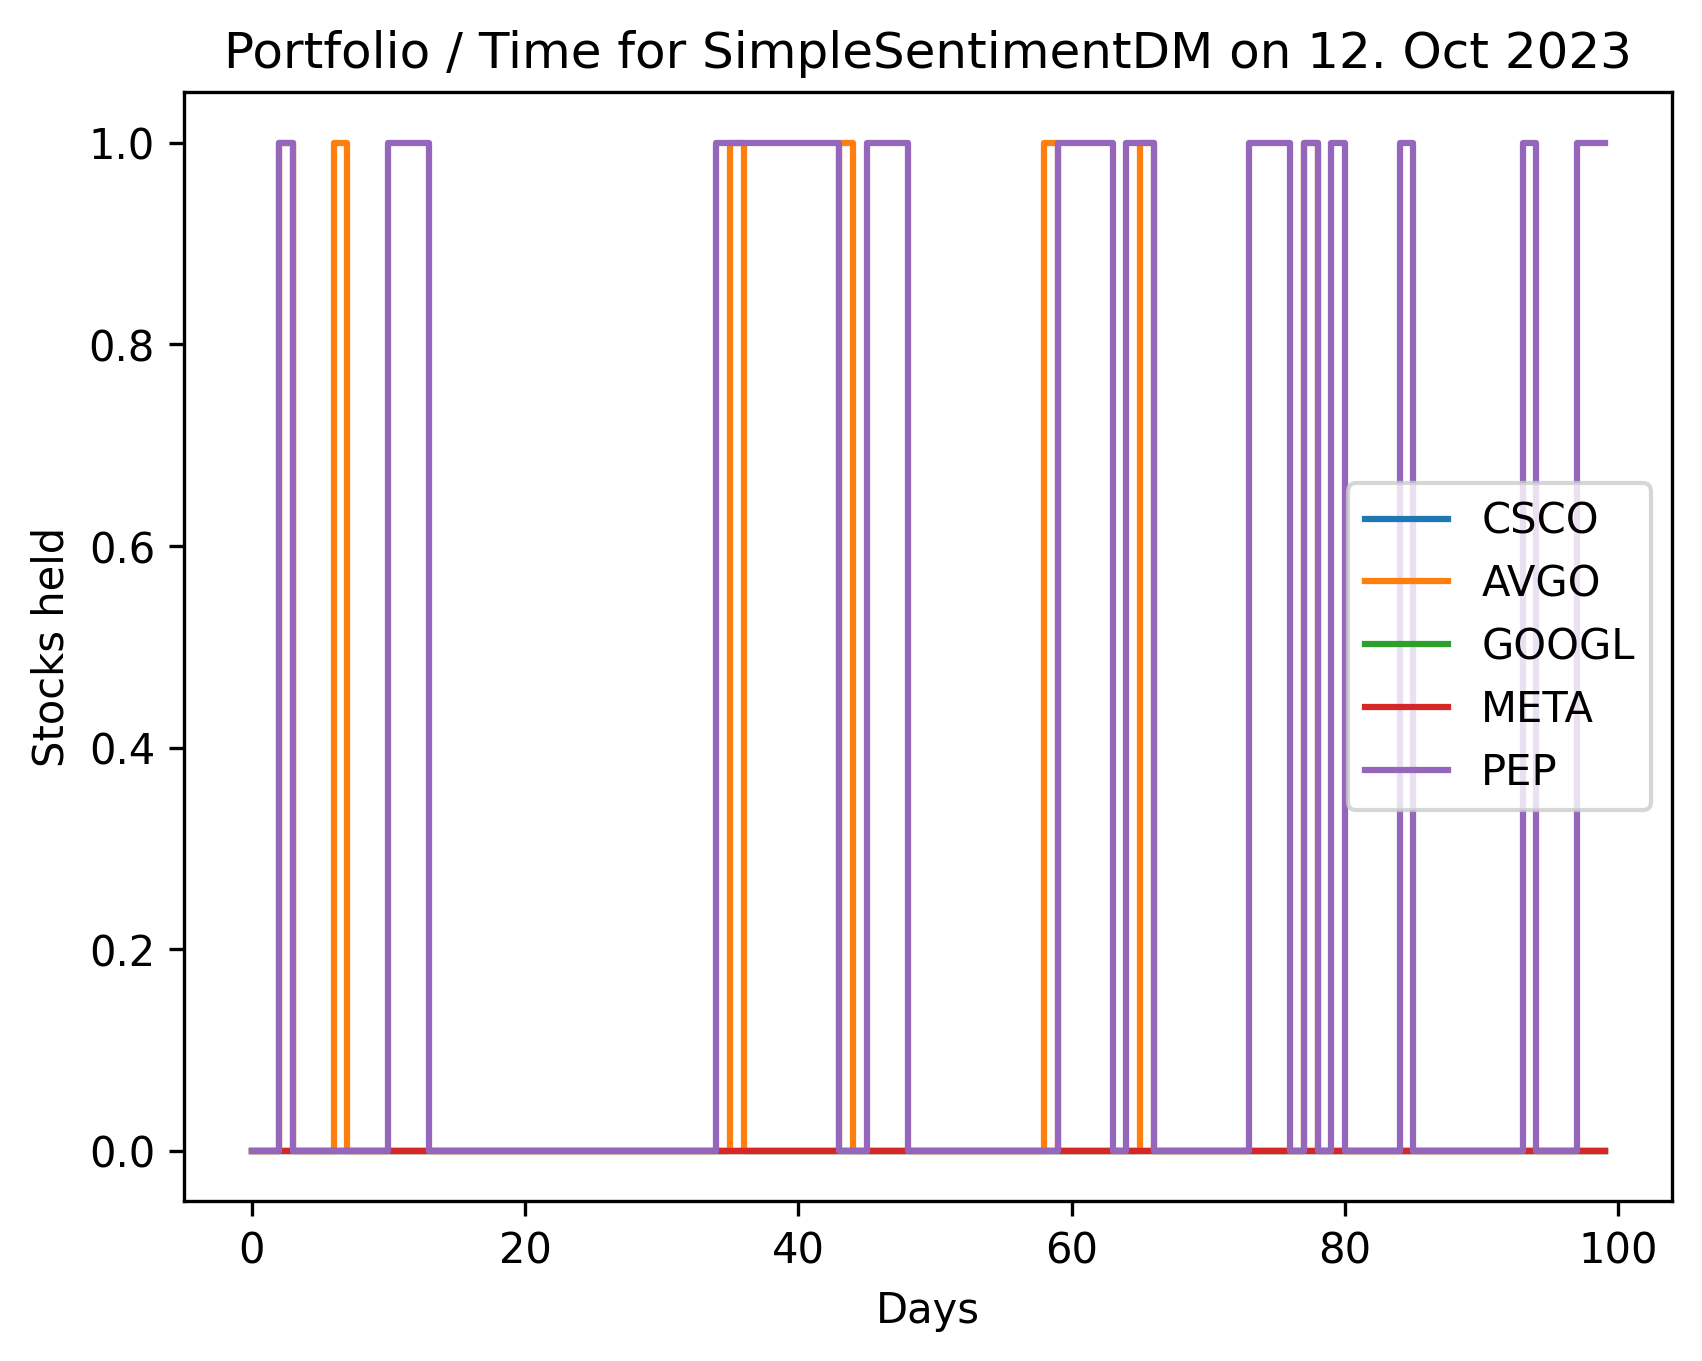 Portfolio / Time for SimpleSentimentDM on 12. Oct 2023
1.0
0.8
0.6
0.4
0.2
0.0
Stocks held
CSCO
AVGO
GOOGL
META
PEP
0 20 40 60 80 100
Days